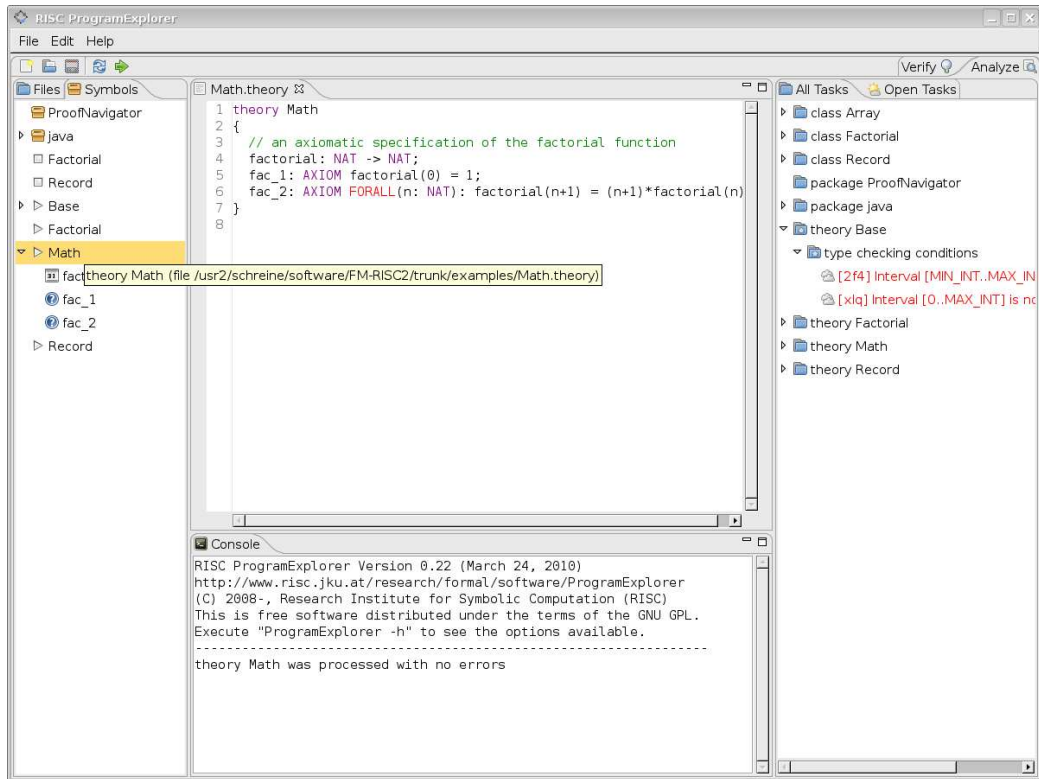 RISC ProgramExplorer
File Edit Help
Verify Analyze
Files Symbols
ProofNavigator
java
Factorial
Record
Base
Factorial
Math
fact
theory Math (file /usr2/schreine/software/FM-RISC2/trunk/examples/Math.theory)
fac_1
fac_2
Record
Math.theory
1 theory Math
2 {
3 // an axiomatic specification of the factorial function
4 factorial: NAT -> NAT;
5 fac_1: AXIOM factorial(0) = 1;
6 fac_2: AXIOM FORALL(n: NAT): factorial(n+1) = (n+1)*factorial(n)
7 }
8
Console
RISC ProgramExplorer Version 0.22 (March 24, 2010)
http://www.risc.jku.at/research/formal/software/ProgramExplorer
(C) 2008-, Research Institute for Symbolic Computation (RISC)
This is free software distributed under the terms of the GNU GPL.
Execute "ProgramExplorer -h" to see the options available.
------------------------------------------------------------------
theory Math was processed with no errors
All Tasks Open Tasks
class Array
class Factorial
class Record
package ProofNavigator
package java
theory Base
type checking conditions
[2f4] Interval [MIN_INT..MAX_IN
[xlq] Interval [0..MAX_INT] is no
theory Factorial
theory Math
theory Record